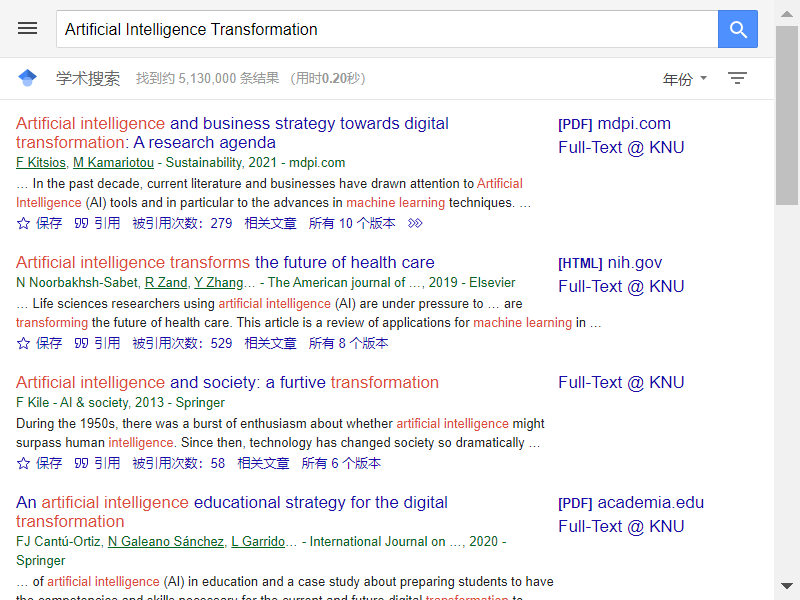 Artificial Intelligence Transformation
学术搜索 找到约 5,130,000 条结果 (用时0.20秒) 年份
Artificial intelligence and business strategy towards digital
transformation: A research agenda
F Kitsios, M Kamariotou - Sustainability, 2021 - mdpi.com
… In the past decade, current literature and businesses have drawn attention to Artificial
Intelligence (AI) tools and in particular to the advances in machine learning techniques. …
保存 引用 被引用次数：279 相关文章 所有 10 个版本
[PDF] mdpi.com
Full-Text @ KNU
Artificial intelligence transforms the future of health care
N Noorbakhsh-Sabet, R Zand, Y Zhang… - The American journal of …, 2019 - Elsevier
… Life sciences researchers using artificial intelligence (AI) are under pressure to … are
transforming the future of health care. This article is a review of applications for machine learning in …
保存 引用 被引用次数：529 相关文章 所有 8 个版本
[HTML] nih.gov
Full-Text @ KNU
Artificial intelligence and society: a furtive transformation
F Kile - AI & society, 2013 - Springer
During the 1950s, there was a burst of enthusiasm about whether artificial intelligence might
surpass human intelligence. Since then, technology has changed society so dramatically …
保存 引用 被引用次数：58 相关文章 所有 6 个版本
Full-Text @ KNU
An artificial intelligence educational strategy for the digital
transformation
FJ Cantú-Ortiz, N Galeano Sánchez, L Garrido… - International Journal on …, 2020 -
Springer
… of artificial intelligence (AI) in education and a case study about preparing students to have
the competencies and skills necessary for the current and future digital transformation to
[PDF] academia.edu
Full-Text @ KNU